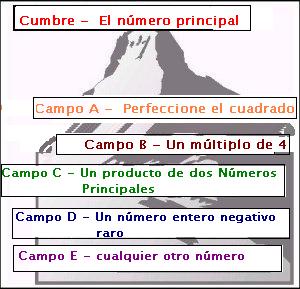 Cumbre - El número principal
Campo A - Perfeccione el cuadrado
Campo B - Un múltiplo de 4
Campo C - Un producto de dos Números
Principales
Campo D - Un número entero negativo
raro
Campo E - cualquier otro número